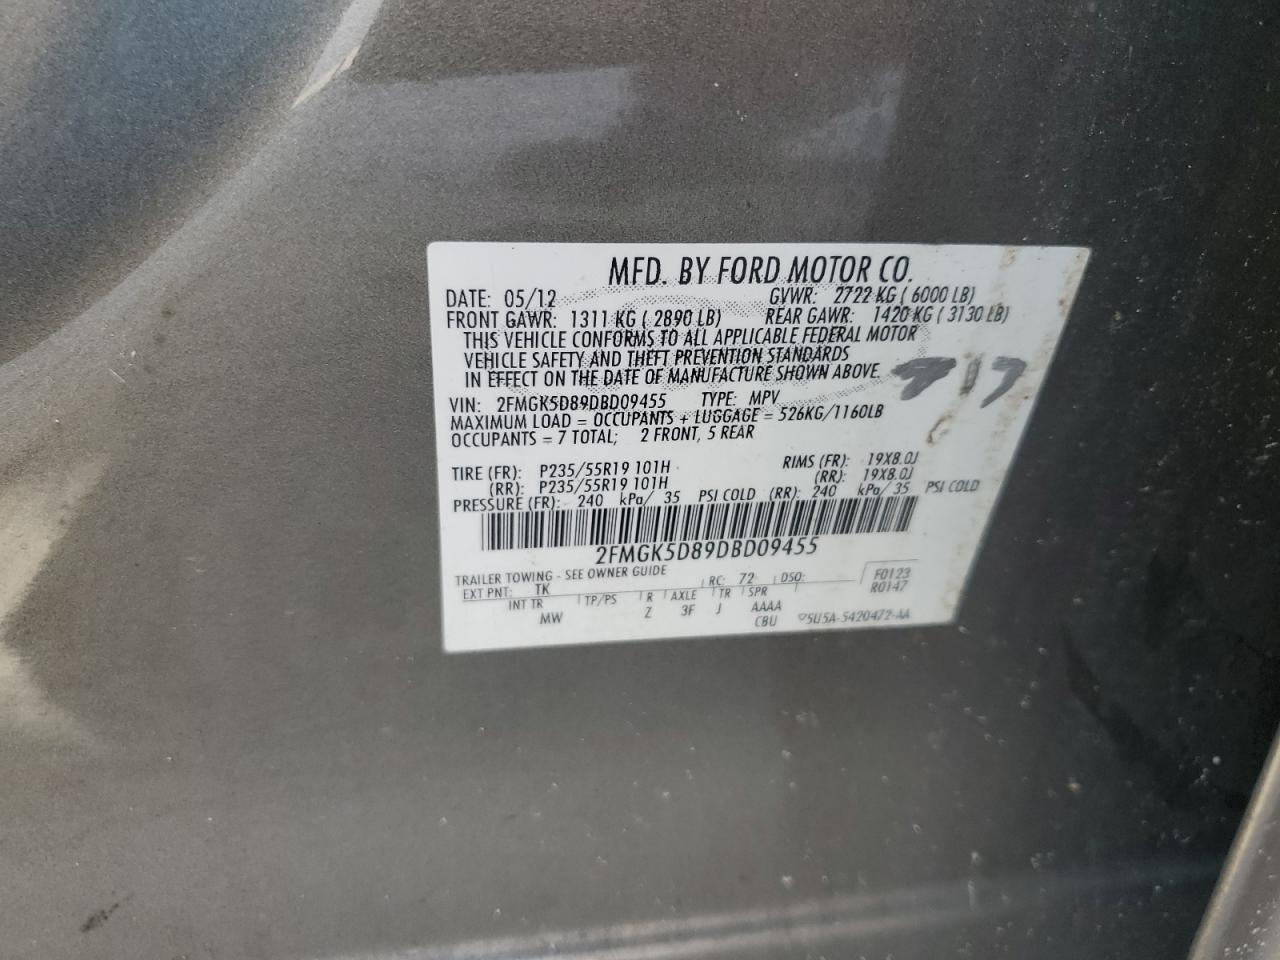 MFD. BY FORD MOTOR CO.
DATE: 05/12 GVWR: 2722 KG ( 6000 LB)
FRONT GAWR: 1311 KG ( 2890 LB) REAR GAWR: 1420 KG ( 3130 LB)
THIS VEHICLE CONFORMS TO ALL APPLICABLE FEDERAL MOTOR
VEHICLE SAFETY AND THEFT PREVENTION STANDARDS
IN EFFECT ON THE DATE OF MANUFACTURE SHOWN ABOVE.
VIN: 2FMGK5D89DBD09455 TYPE: MPV
MAXIMUM LOAD = OCCUPANTS + LUGGAGE = 526KG/1160LB
OCCUPANTS = 7 TOTAL; 2 FRONT, 5 REAR
TIRE (FR): P235/55R19 101H RIMS (FR): 19X8.0J
(RR): P235/55R19 101H (RR): 19X8.0J
PRESSURE (FR): 240 kPa/ 35 PSI COLD (RR): 240 kPa/ 35 PSI COLD
2FMGK5D89DBD09455
TRAILER TOWING - SEE OWNER GUIDE
EXT PNT: TK RC: 72 DSO: F0123
R0147
INT TR TP/PS R AXLE TR SPR
MW Z 3F J AAAA
CBU 5U5A-5420472-AA